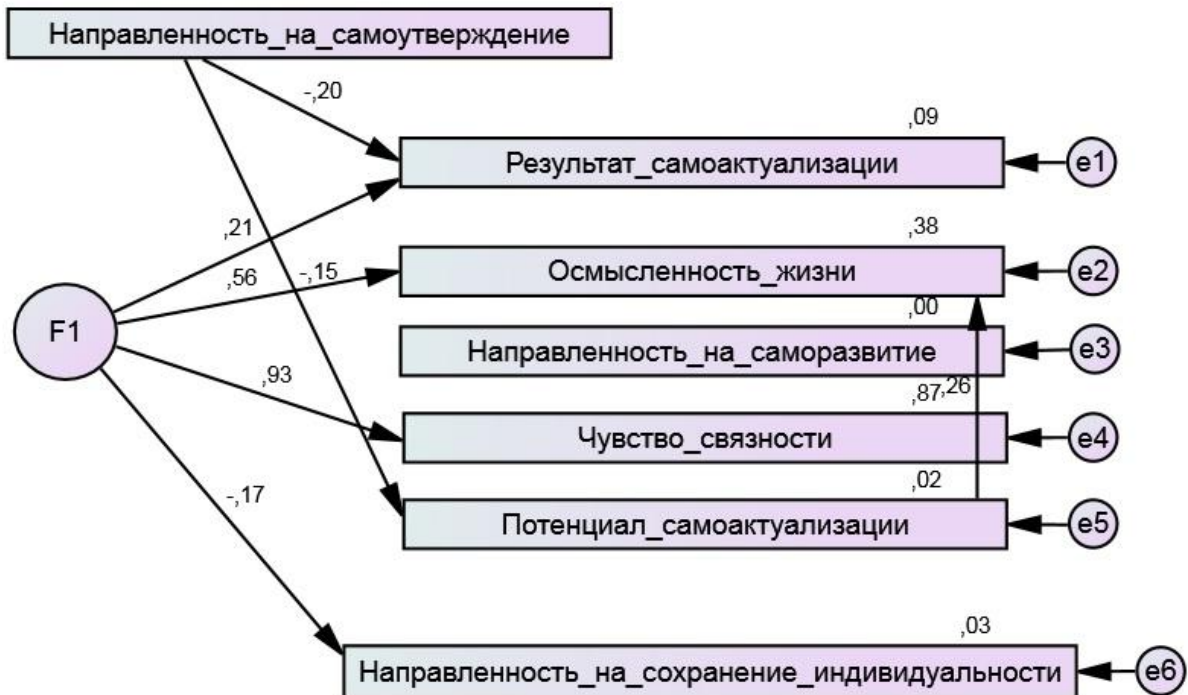 Направленность_на_самоутверждение
-,20
,09
Результат_самоактуализации
e1
,21
,38
,56
-,15
Осмысленность_жизни
e2
,00
F1
Направленность_на_саморазвитие
e3
,93
,87
,26
Чувство_связности
e4
,02
-,17
Потенциал_самоактуализации
e5
,03
Направленность_на_сохранение_индивидуальности
e6